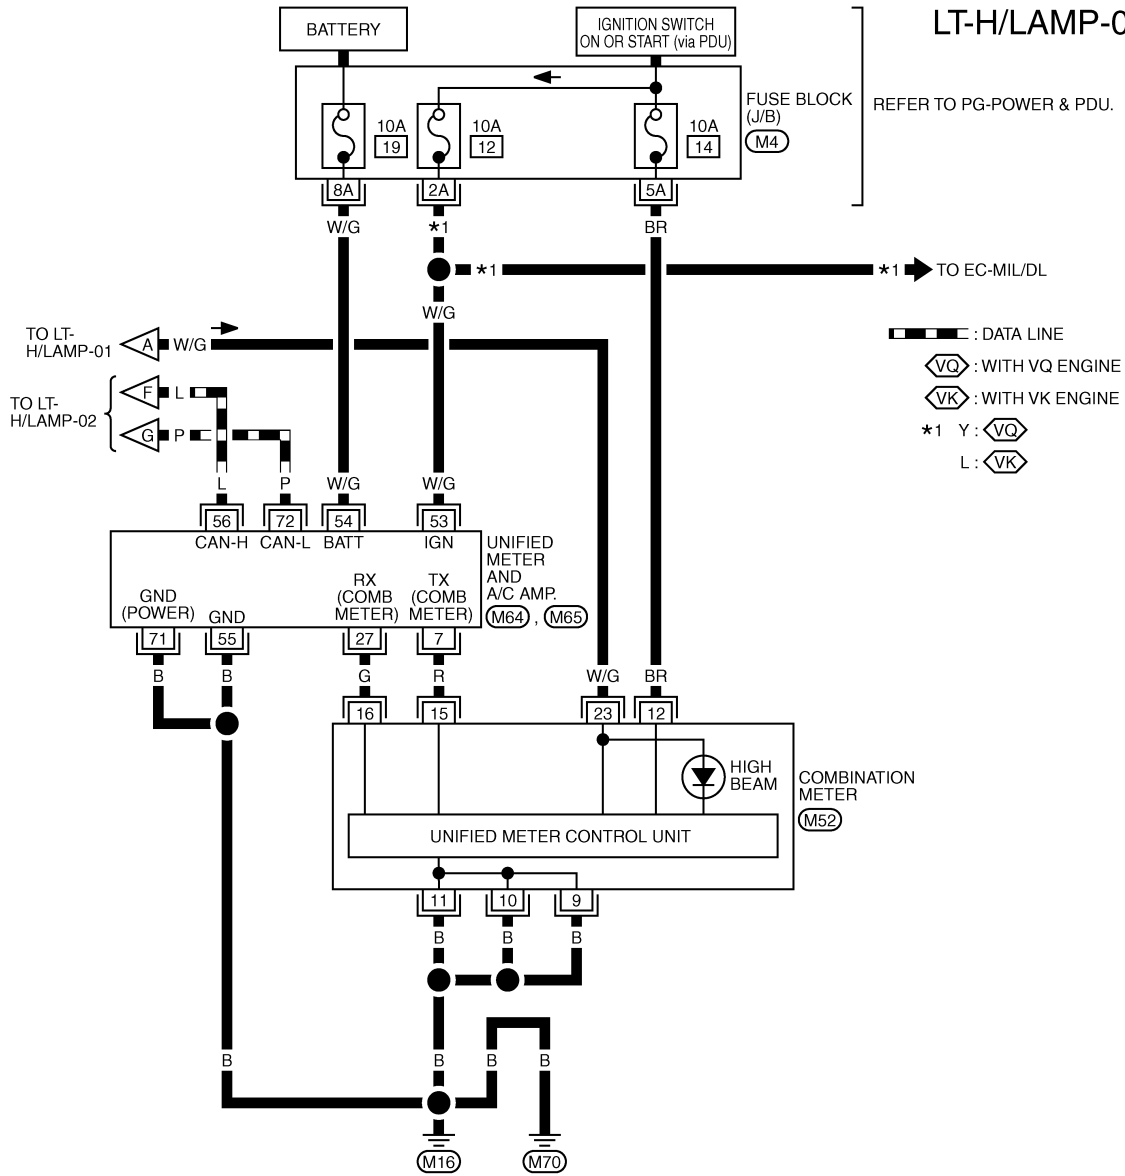 LT-H/LAMP-0
BATTERY
IGNITION SWITCH
ON OR START (via PDU)
FUSE BLOCK
(J/B)
M4
REFER TO PG-POWER & PDU.
10A
19
10A
12
10A
14
8A
2A
5A
W/G
*1
BR
*1
*1
TO EC-MIL/DL
W/G
TO LT-
H/LAMP-01
A
W/G
: DATA LINE
VQ : WITH VQ ENGINE
VK : WITH VK ENGINE
*1 Y : VQ
L : VK
TO LT-
H/LAMP-02
F
L
G
P
L
P
W/G
W/G
56
72
54
53
CAN-H
CAN-L
BATT
IGN
UNIFIED
METER
AND
A/C AMP.
M64 , M65
GND
(POWER)
GND
RX
(COMB
METER)
TX
(COMB
METER)
71
55
27
7
B
B
G
R
W/G
BR
16
15
23
12
HIGH
BEAM
COMBINATION
METER
M52
UNIFIED METER CONTROL UNIT
11
10
9
B
B
B
B
B
B
B
M16
M70